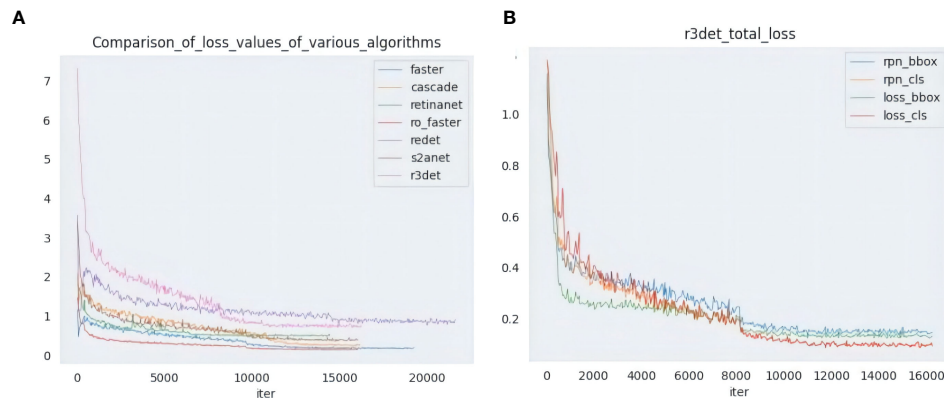 A
Comparison_of_loss_values_of_various_algorithms
7
6
5
4
3
2
1
0
0 5000 10000 15000 20000
iter
faster
cascade
retinanet
ro_faster
redet
s2anet
r3det
B
r3det_total_loss
1.0
0.8
0.6
0.4
0.2
0 2000 4000 6000 8000 10000 12000 14000 16000
iter
rpn_bbox
rpn_cls
loss_bbox
loss_cls